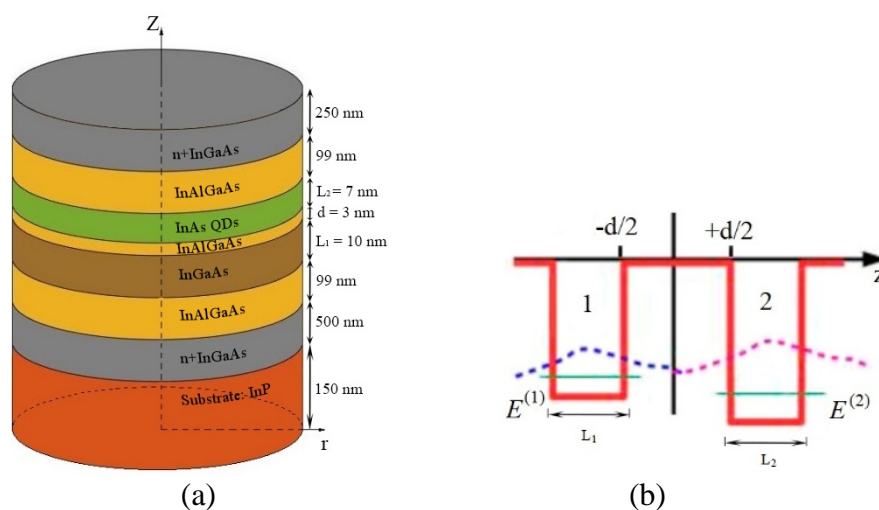 Z
250 nm
n+InGaAs
99 nm
InAlGaAs
L₂= 7 nm
InAs QDs
d = 3 nm
InAlGaAs
L₁= 10 nm
InGaAs
99 nm
InAlGaAs
500 nm
n+InGaAs
150 nm
Substrate:-InP
r
(a)
-d/2
+d/2
z
1
2
E⁽¹⁾
E⁽²⁾
L₁
L₂
(b)